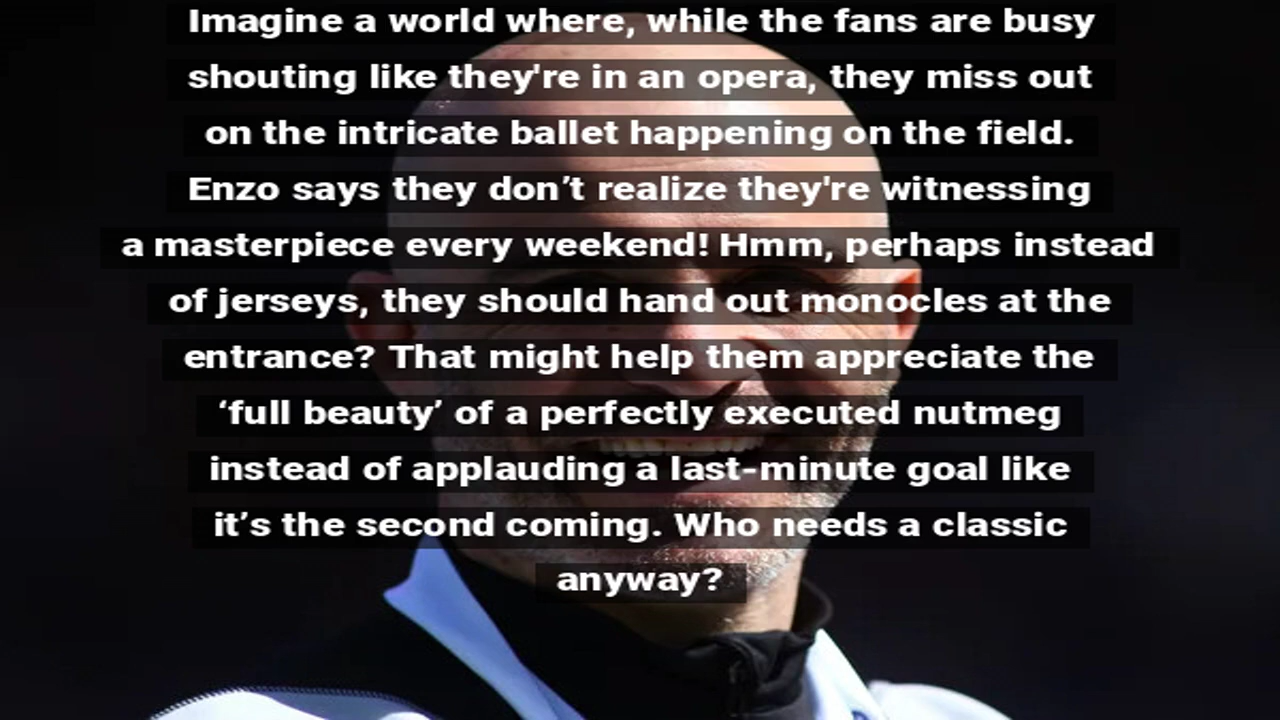 Imagine a world where, while the fans are busy
shouting like they're in an opera, they miss out
on the intricate ballet happening on the field.
Enzo says they don’t realize they're witnessing
a masterpiece every weekend! Hmm, perhaps instead
of jerseys, they should hand out monocles at the
entrance? That might help them appreciate the
‘full beauty’ of a perfectly executed nutmeg
instead of applauding a last-minute goal like
it’s the second coming. Who needs a classic
anyway?